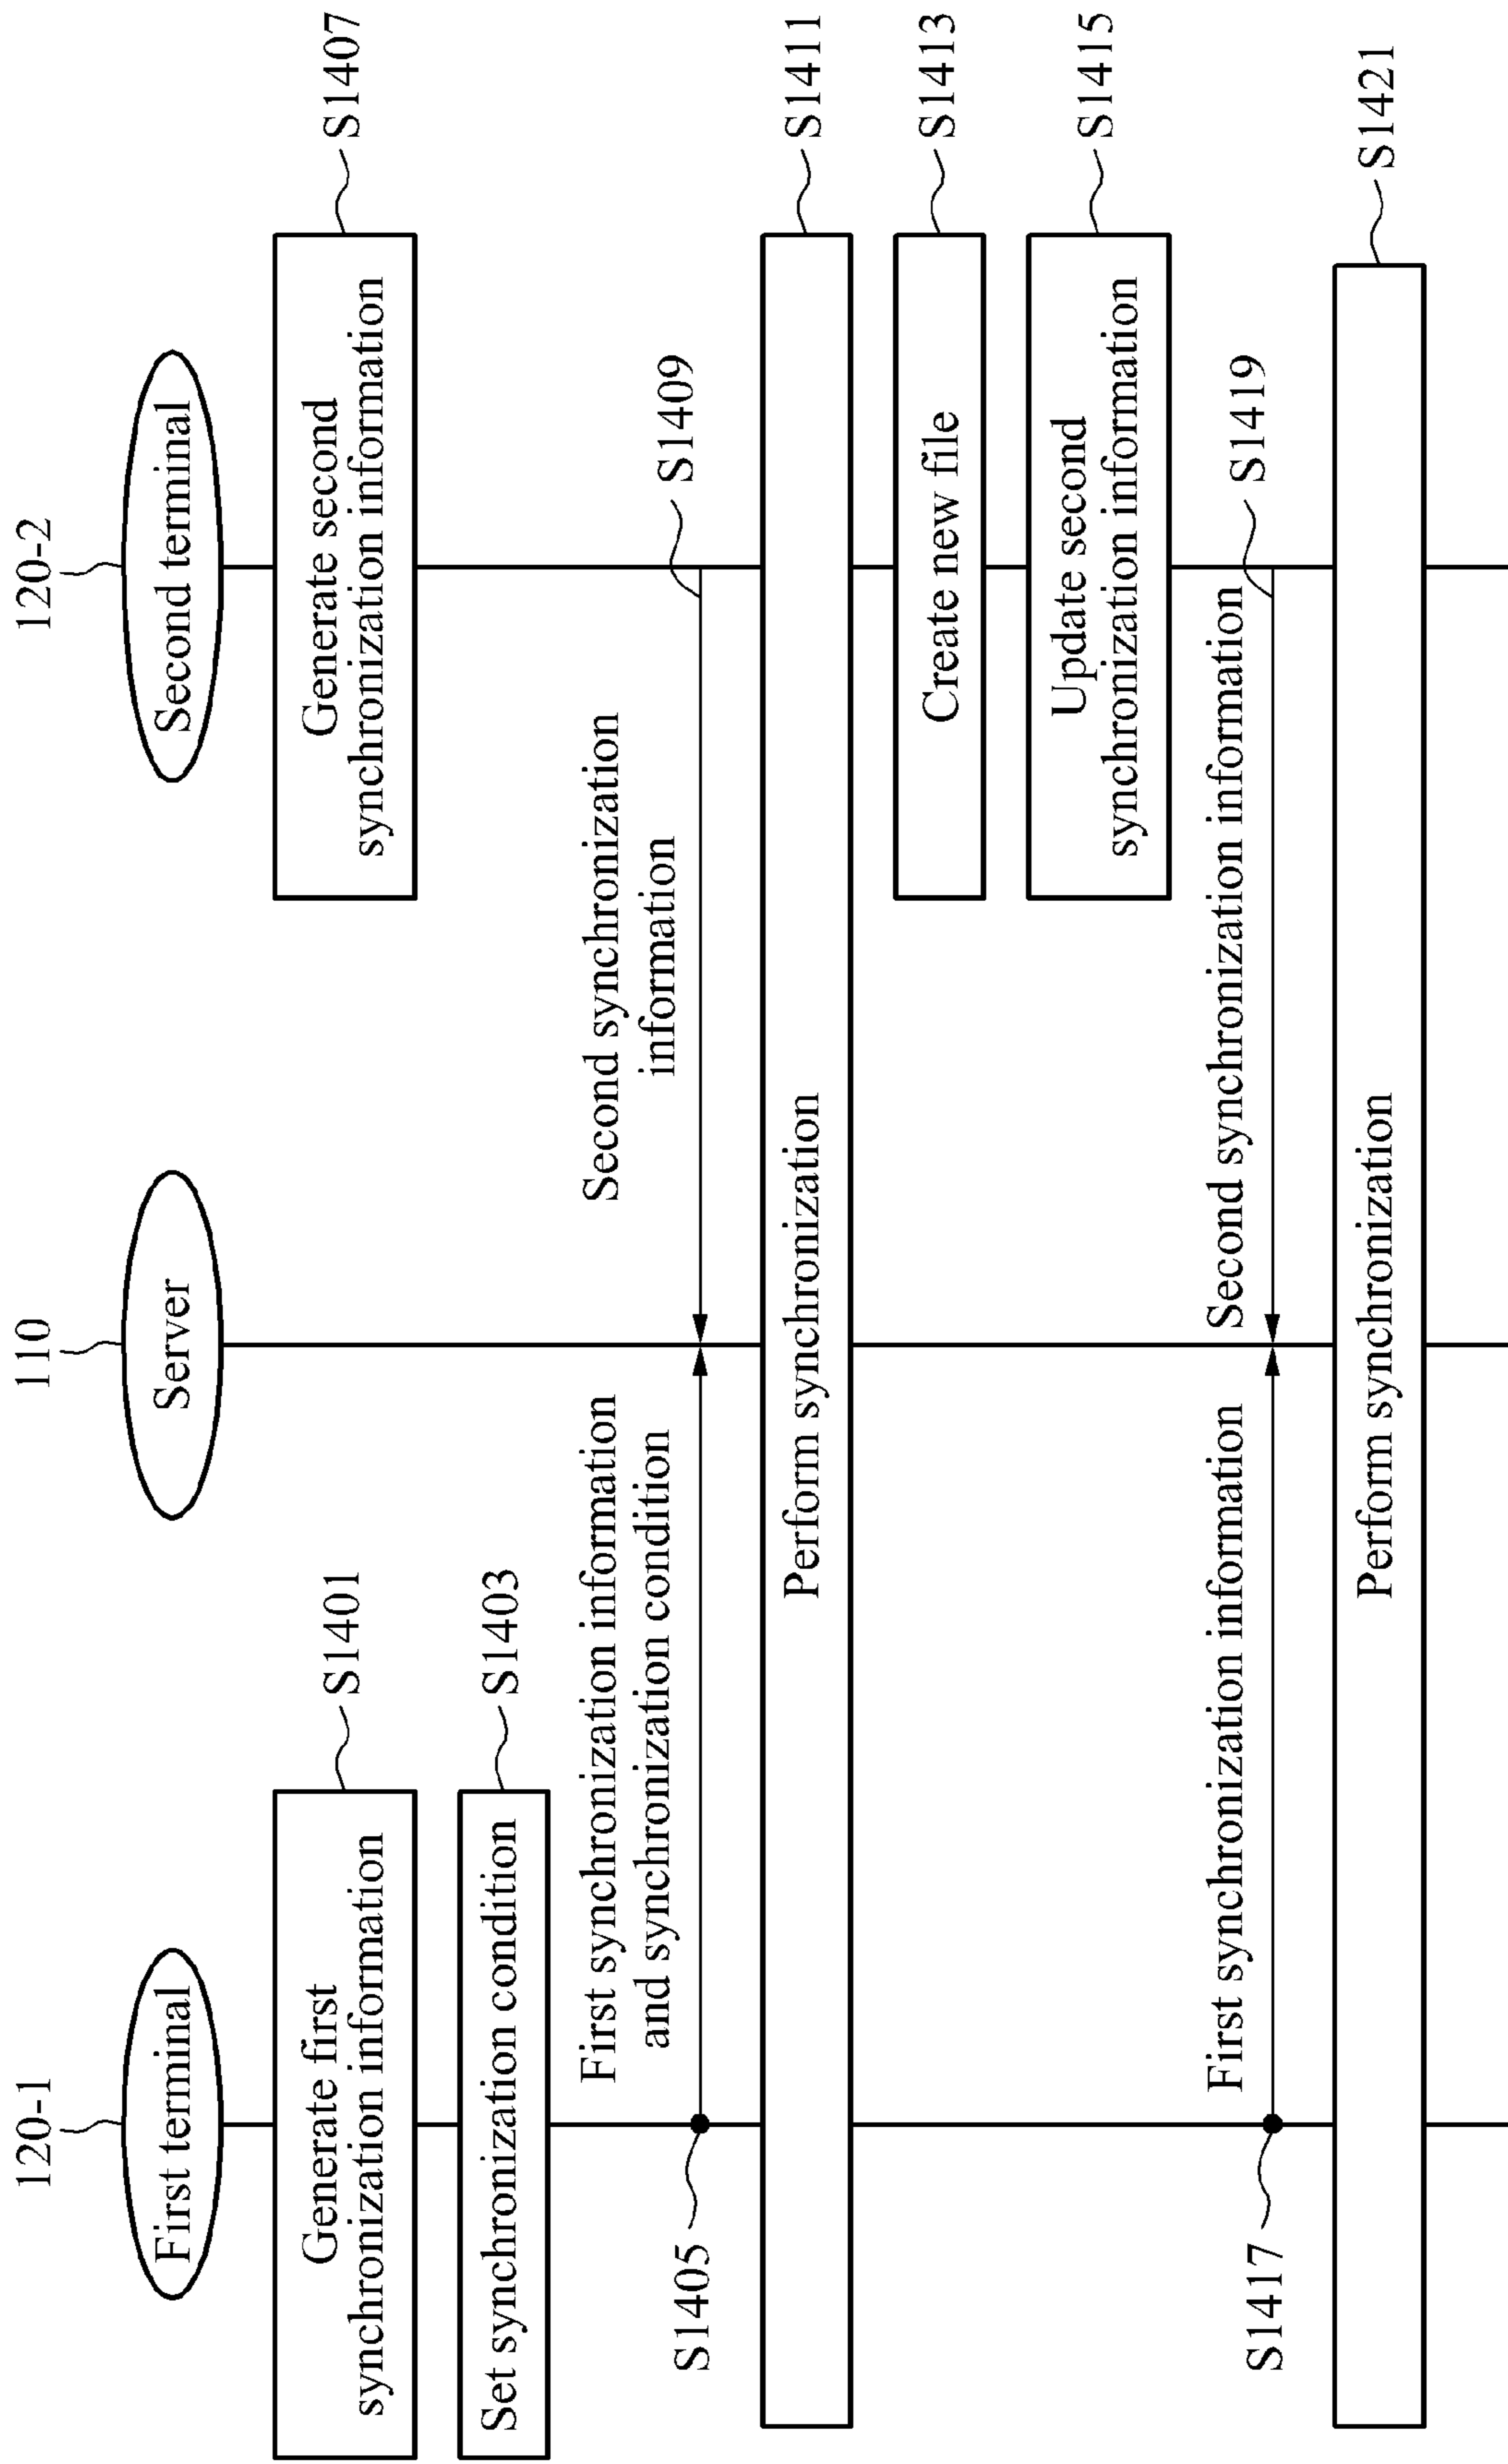 120-1
110
120-2
First terminal
Server
Second terminal
Generate first
synchronization information
S1401
Generate second
synchronization information
S1407
Set synchronization condition
S1403
First synchronization information
and synchronization condition
Second synchronization
information
S1405
S1409
Perform synchronization
S1411
Create new file
S1413
Update second
synchronization information
S1415
First synchronization information
Second synchronization information
S1417
S1419
Perform synchronization
S1421